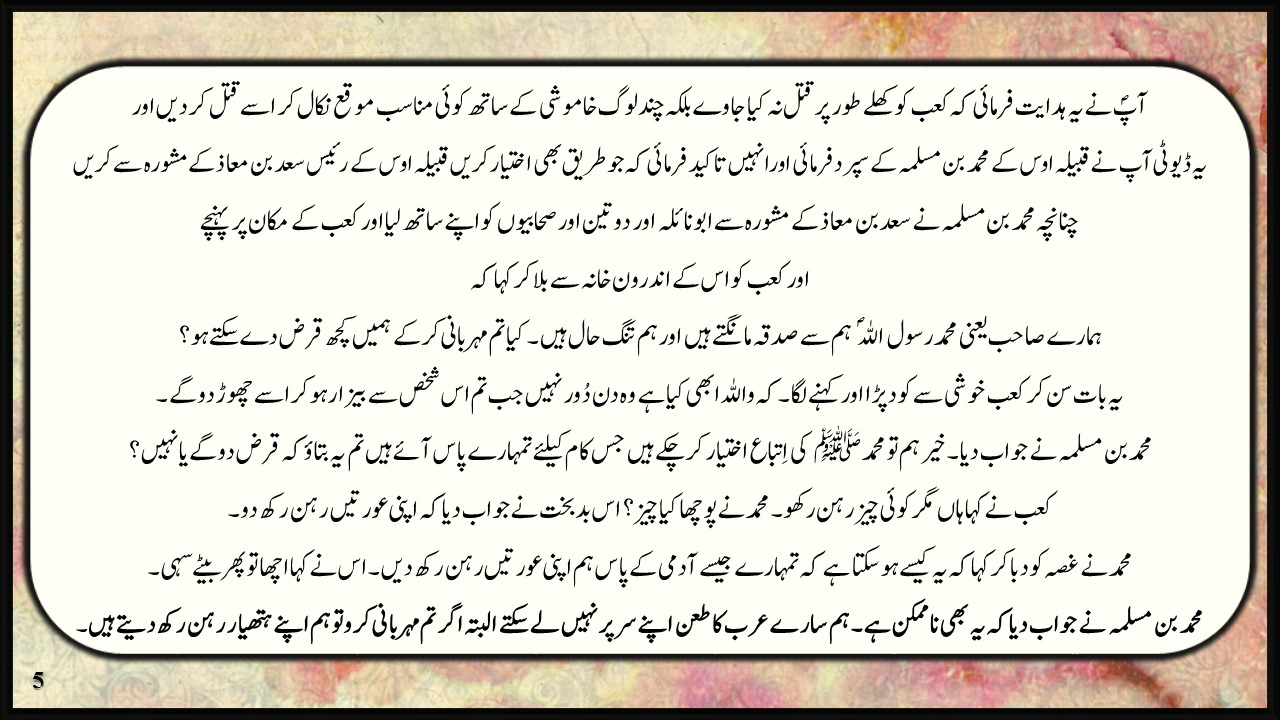 آپؐ نے یہ ہدایت فرمائی کہ کعب کو کھلے طور پر قتل نہ کیا جاوے بلکہ چند لوگ خاموشی کے ساتھ کوئی مناسب موقع نکال کر اسے قتل کر دیں اور
یہ ڈیوٹی آپ نے قبیلہ اوس کے محمد بن مسلمہ کے سپرد فرمائی اور انہیں تاکید فرمائی کہ جو طریق بھی اختیار کریں قبیلہ اوس کے رئیس سعد بن معاذ کے مشورہ سے کریں
چنانچہ محمد بن مسلمہ نے سعد بن معاذ کے مشورہ سے ابو نائلہ اور دو تین اور صحابیوں کو اپنے ساتھ لیا اور کعب کے مکان پر پہنچے
اور کعب کو اس کے اندرون خانہ سے بلا کر کہا کہ
ہمارے صاحب یعنی محمد رسول اللہؐ ہم سے صدقہ مانگتے ہیں اور ہم تنگ حال ہیں۔ کیا تم مہربانی کر کے ہمیں کچھ قرض دے سکتے ہو؟
یہ بات سن کر کعب خوشی سے کود پڑا اور کہنے لگا۔ کہ واللہ ابھی کیا ہے وہ دن دُور نہیں جب تم اس شخص سے بیزار ہو کر اسے چھوڑ دو گے۔
محمد بن مسلمہ نے جواب دیا۔ خیر ہم تو محمد ﷺ کی اِتباع اختیار کر چکے ہیں جس کام کیلئے تمہارے پاس آئے ہیں تم یہ بتاؤ کہ قرض دو گے یا نہیں؟
کعب نے کہا ہاں مگر کوئی چیز رہن رکھو۔ محمد نے پوچھا کیا چیز؟ اس بد بخت نے جواب دیا کہ اپنی عورتیں رہن رکھ دو۔
محمد نے غصہ کو دبا کر کہا کہ یہ کیسے ہو سکتا ہے کہ تمہارے جیسے آدمی کے پاس ہم اپنی عورتیں رہن رکھ دیں۔ اس نے کہا اچھا تو پھر بیٹے سہی۔
محمد بن مسلمہ نے جواب دیا کہ یہ بھی ناممکن ہے۔ ہم سارے عرب کا طعن اپنے سر پر نہیں لے سکتے البتہ اگر تم مہربانی کرو تو ہم اپنے ہتھیار رہن رکھ دیتے ہیں۔
5